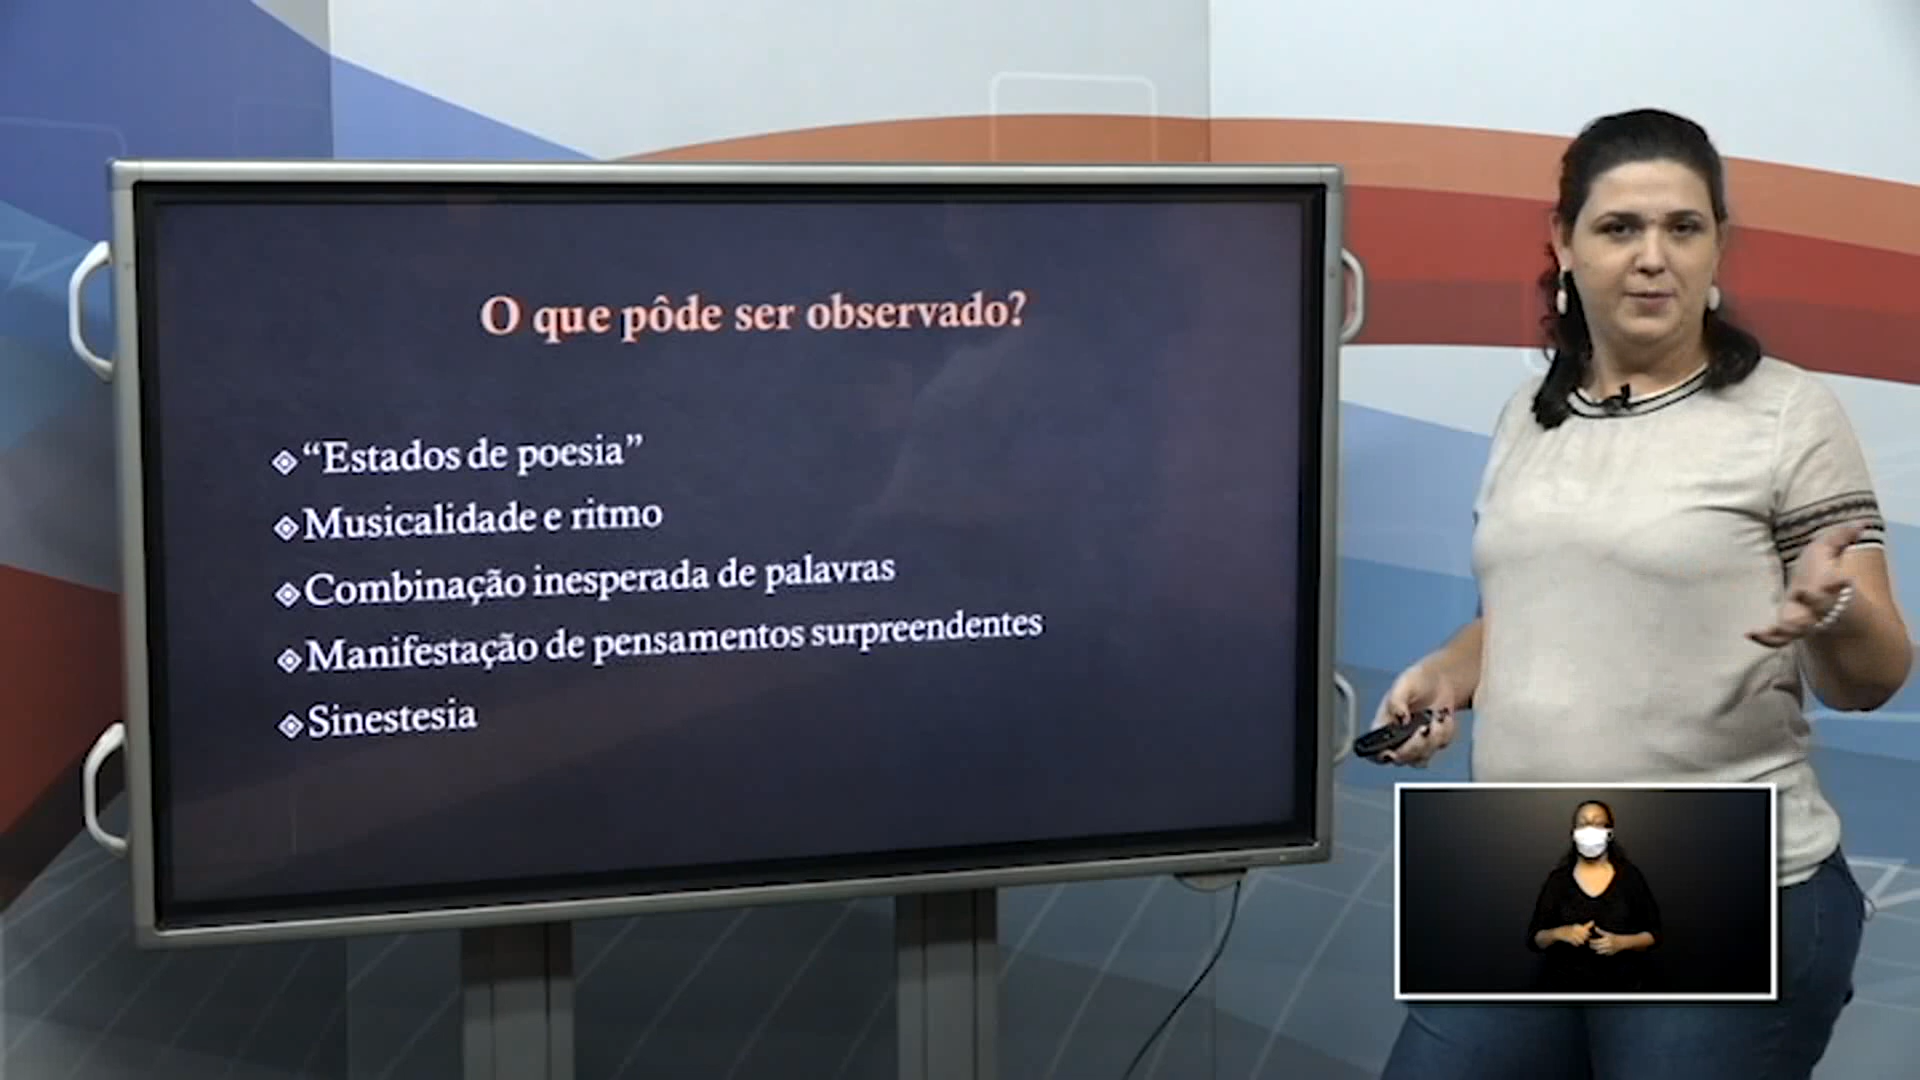 O que pôde ser observado?
“Estados de poesia”
Musicalidade e ritmo
Combinação inesperada de palavras
Manifestação de pensamentos surpreendentes
Sinestesia